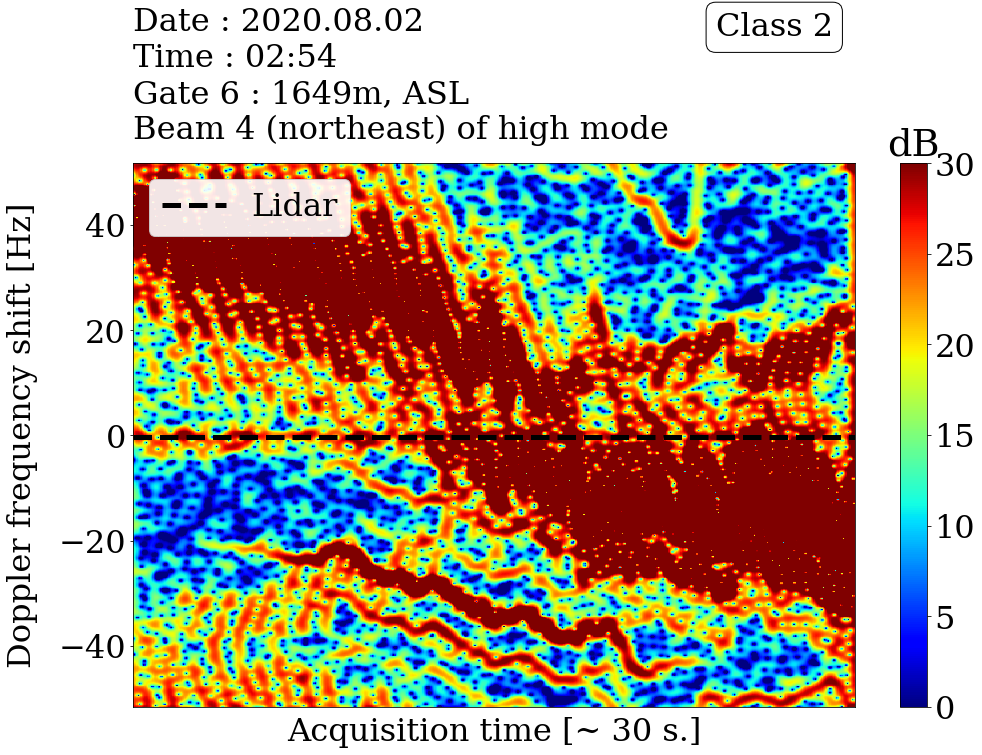 Date : 2020.08.02
Time : 02:54
Gate 6 : 1649m, ASL
Beam 4 (northeast) of high mode
Class 2
dB
Lidar
Doppler frequency shift [Hz]
40
20
0
−20
−40
30
25
20
15
10
5
0
Acquisition time [~ 30 s.]